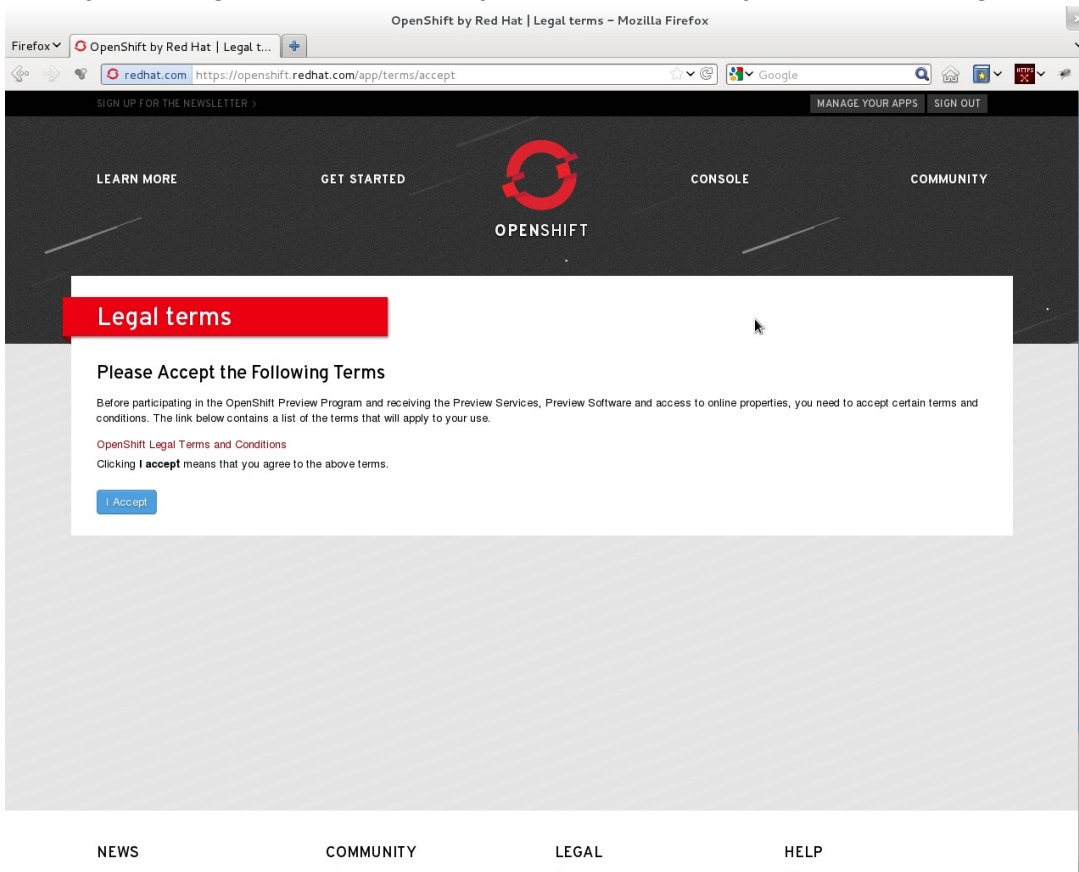 OpenShift by Red Hat | Legal terms – Mozilla Firefox
Firefox
OpenShift by Red Hat | Legal t...
redhat.com https://openshift.redhat.com/app/terms/accept
Google
HTTPS
SIGN UP FOR THE NEWSLETTER >
MANAGE YOUR APPS SIGN OUT
LEARN MORE GET STARTED CONSOLE COMMUNITY
OPENSHIFT
Legal terms
Please Accept the Following Terms
Before participating in the OpenShift Preview Program and receiving the Preview Services, Preview Software and access to online properties, you need to accept certain terms and
conditions. The link below contains a list of the terms that will apply to your use.
OpenShift Legal Terms and Conditions
Clicking I accept means that you agree to the above terms.
I Accept
NEWS COMMUNITY LEGAL HELP